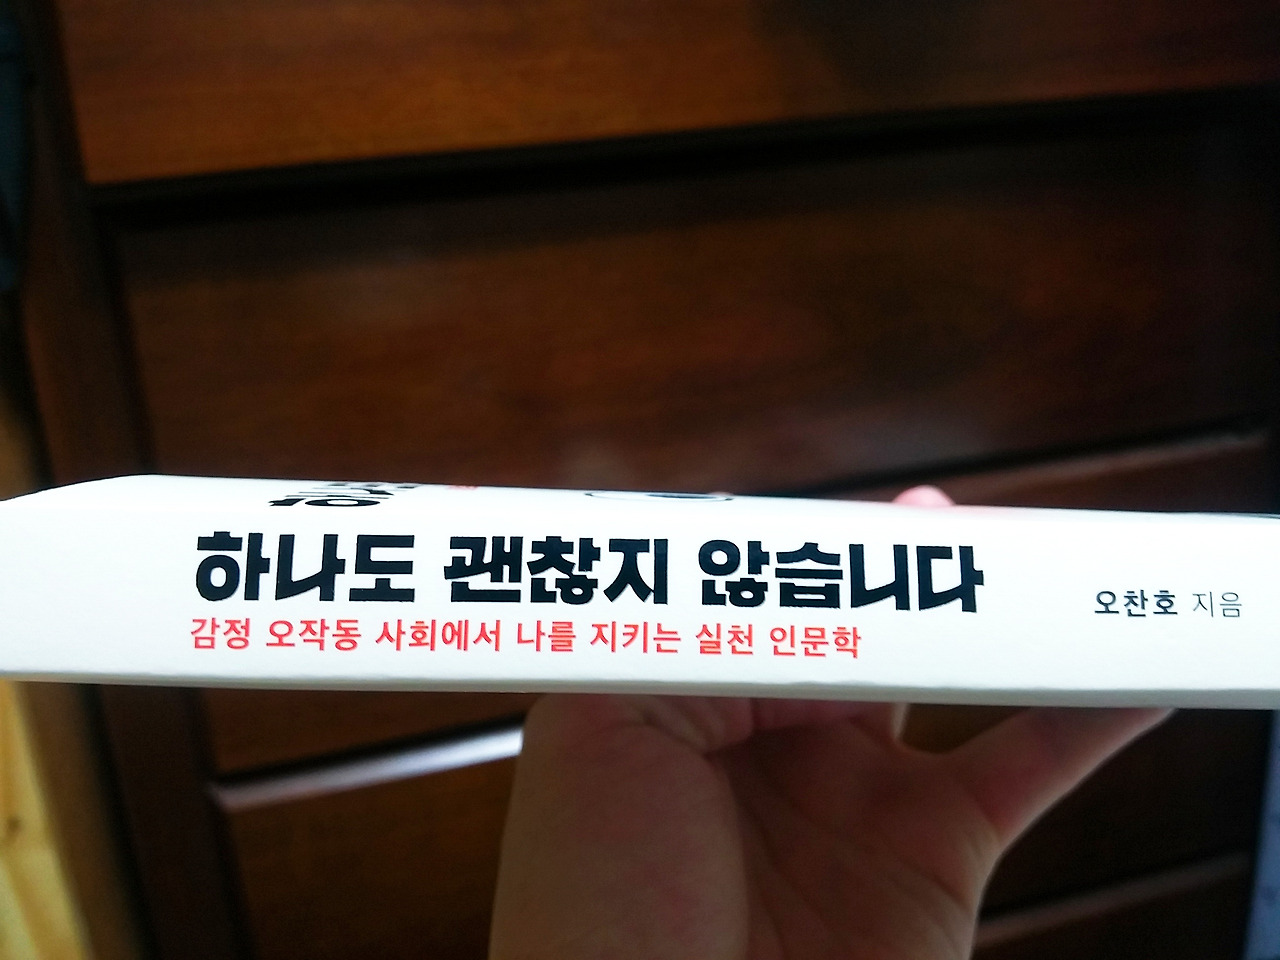 하나도 괜찮지 않습니다
감정 오작동 사회에서 나를 지키는 실천 인문학
오찬호 지음